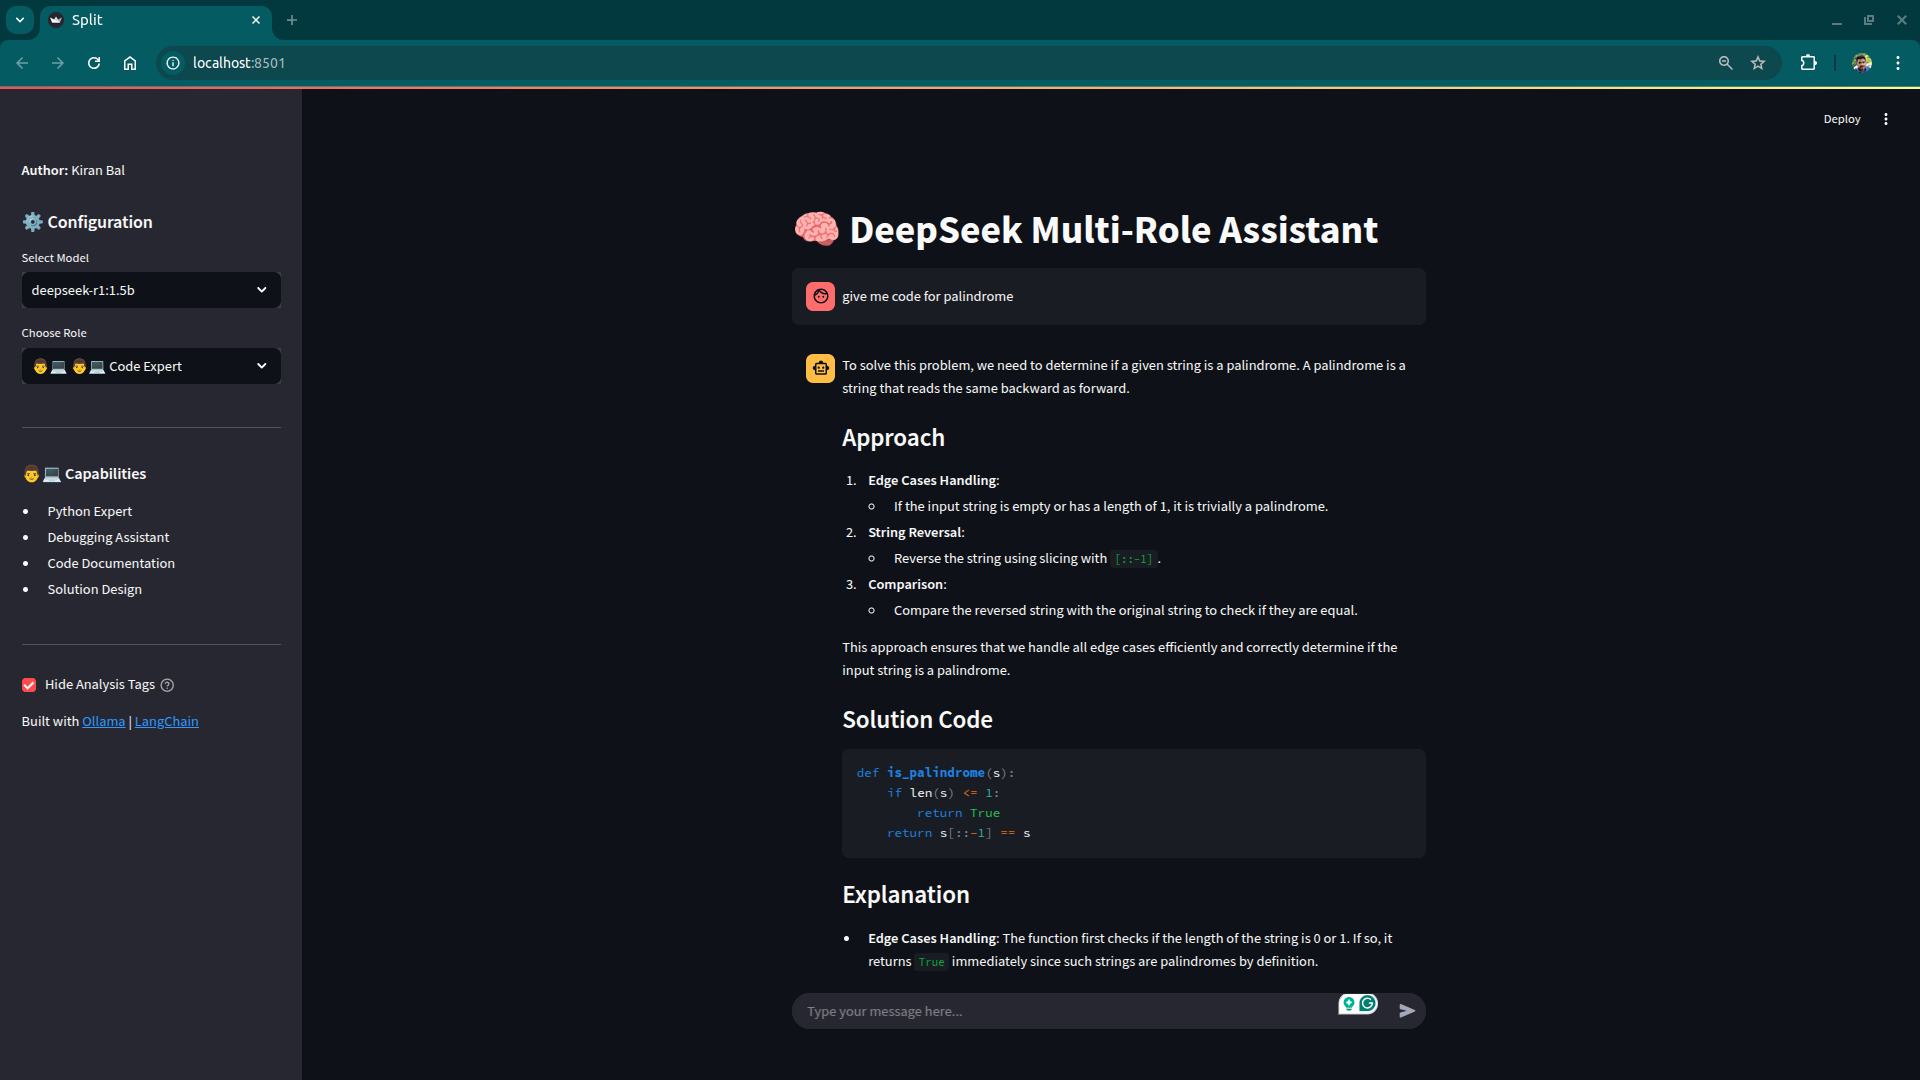 Split
localhost:8501
Deploy
Author: Kiran Bal
Configuration
Select Model
deepseek-r1:1.5b
Choose Role
Code Expert
Capabilities
• Python Expert
• Debugging Assistant
• Code Documentation
• Solution Design
Hide Analysis Tags
Built with Ollama | LangChain
DeepSeek Multi-Role Assistant
give me code for palindrome
To solve this problem, we need to determine if a given string is a palindrome. A palindrome is a
string that reads the same backward as forward.
Approach
1. Edge Cases Handling:
◦ If the input string is empty or has a length of 1, it is trivially a palindrome.
2. String Reversal:
◦ Reverse the string using slicing with [::-1].
3. Comparison:
◦ Compare the reversed string with the original string to check if they are equal.
This approach ensures that we handle all edge cases efficiently and correctly determine if the
input string is a palindrome.
Solution Code
def is_palindrome(s):
    if len(s) <= 1:
        return True
    return s[::-1] == s
Explanation
• Edge Cases Handling: The function first checks if the length of the string is 0 or 1. If so, it
returns True immediately since such strings are palindromes by definition.
Type your message here...